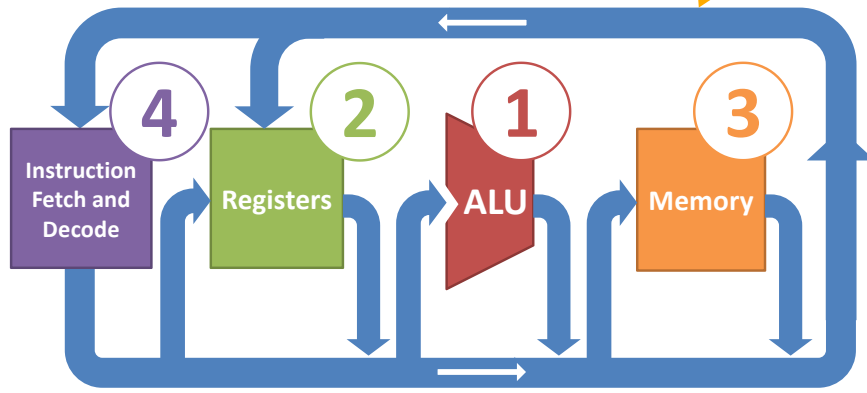 4
2
1
3
Instruction
Fetch and
Decode
Registers
ALU
Memory